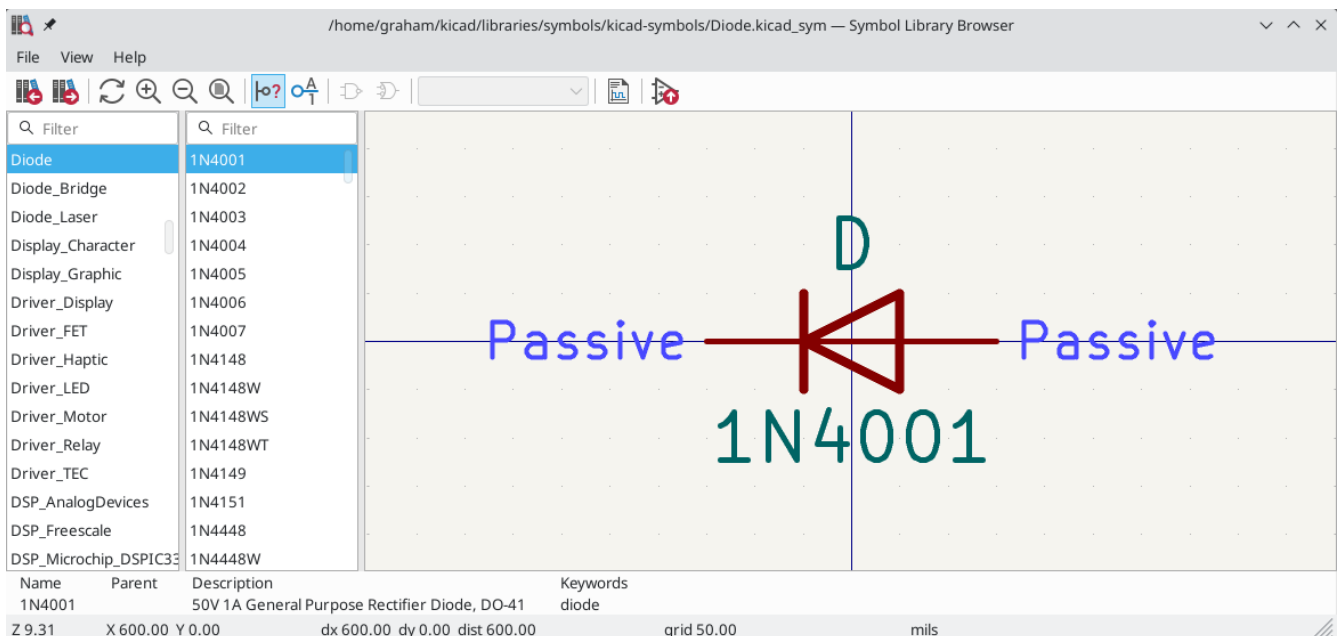 /home/graham/kicad/libraries/symbols/kicad-symbols/Diode.kicad_sym — Symbol Library Browser
File View Help
Filter
Diode
Diode_Bridge
Diode_Laser
Display_Character
Display_Graphic
Driver_Display
Driver_FET
Driver_Haptic
Driver_LED
Driver_Motor
Driver_Relay
Driver_TEC
DSP_AnalogDevices
DSP_Freescale
DSP_Microchip_DSPIC33
Filter
1N4001
1N4002
1N4003
1N4004
1N4005
1N4006
1N4007
1N4148
1N4148W
1N4148WS
1N4148WT
1N4149
1N4151
1N4448
1N4448W
D
Passive Passive
1N4001
Name Parent Description Keywords
1N4001 50V 1A General Purpose Rectifier Diode, DO-41 diode
Z 9.31 X 600.00 Y 0.00 dx 600.00 dy 0.00 dist 600.00 grid 50.00 mils